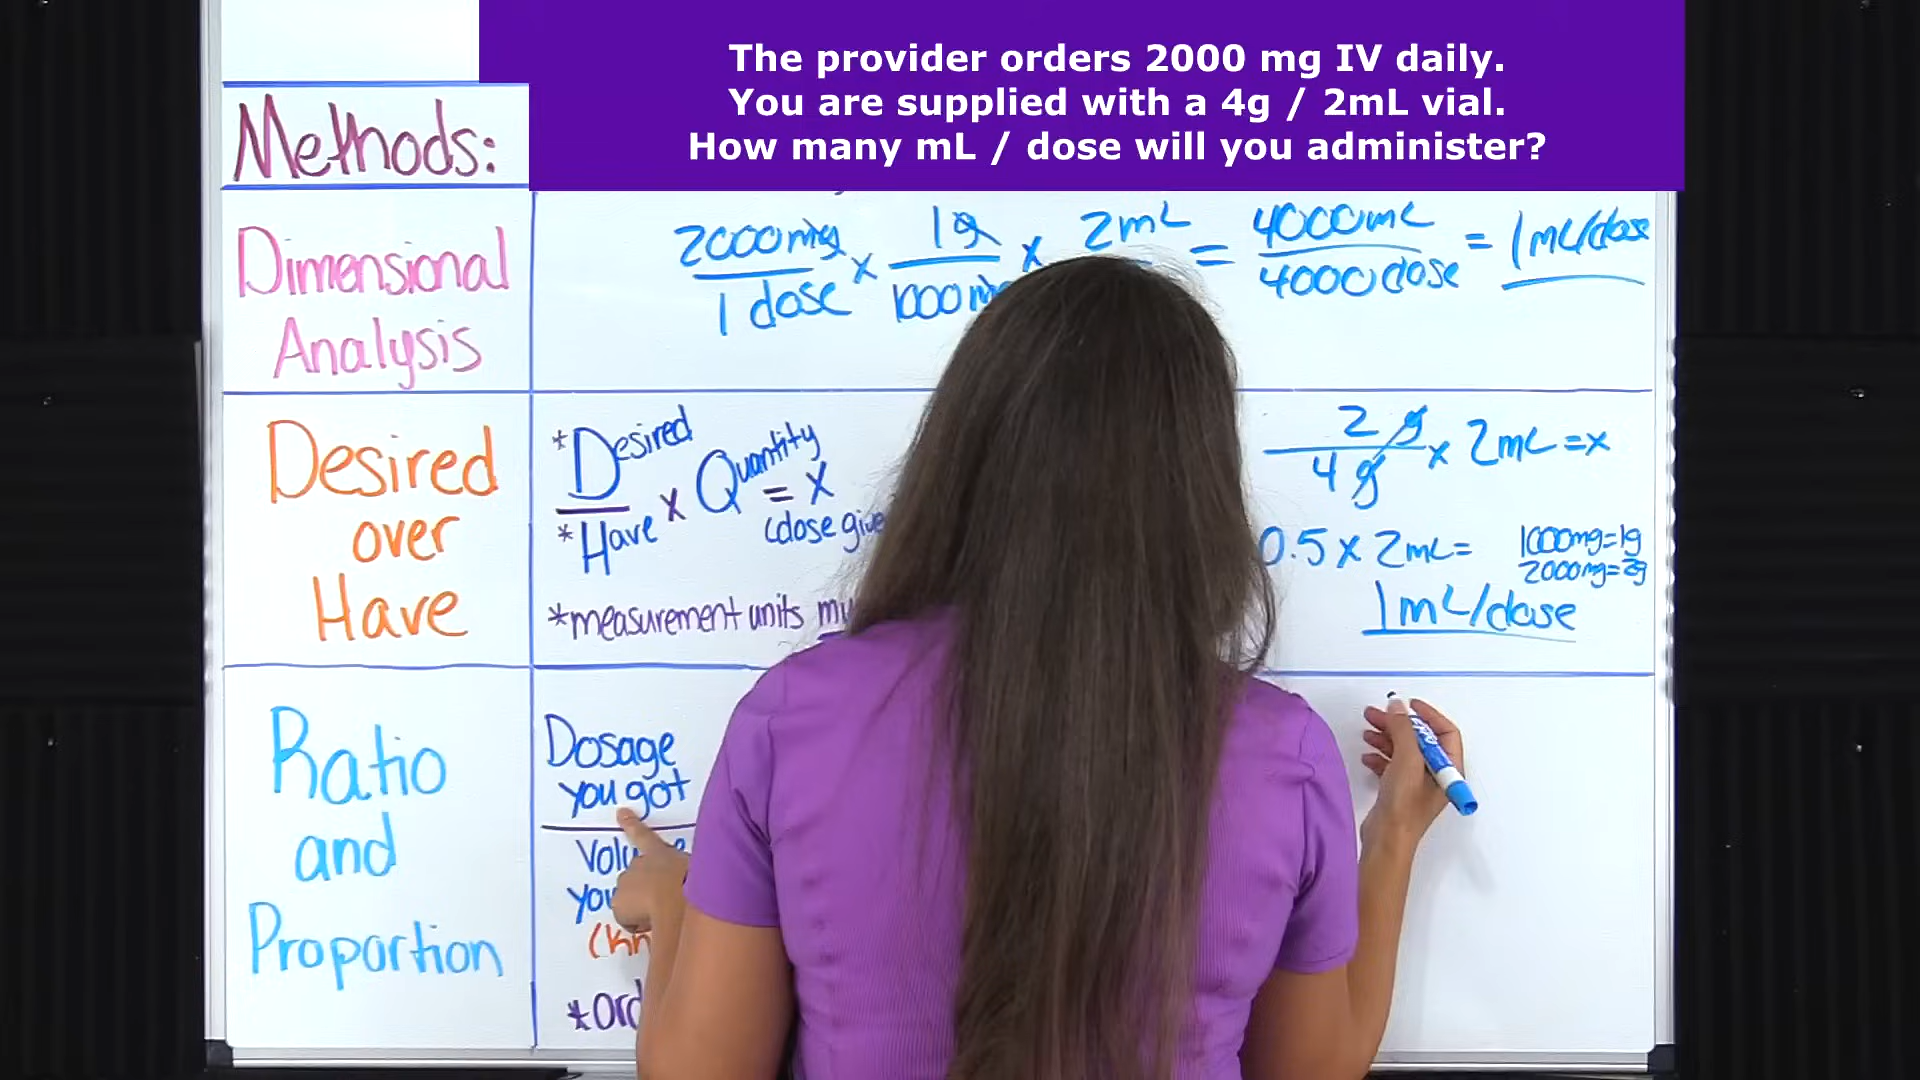 The provider orders 2000 mg IV daily.
You are supplied with a 4g / 2mL vial.
How many mL / dose will you administer?
Methods:
Dimensional
Analysis
2000mg x 1g x 2mL = 4000mL = 1mL/dose
1 dose 1000 4000dose
Desired
over
Have
*Desired x Quantity = x
*Have
(dose
*measurement units
2g x 2mL = x
4g
0.5 x 2mL =
1000mg=1g
2000mg=2g
1mL/dose
Ratio
and
Proportion
Dosage
you got